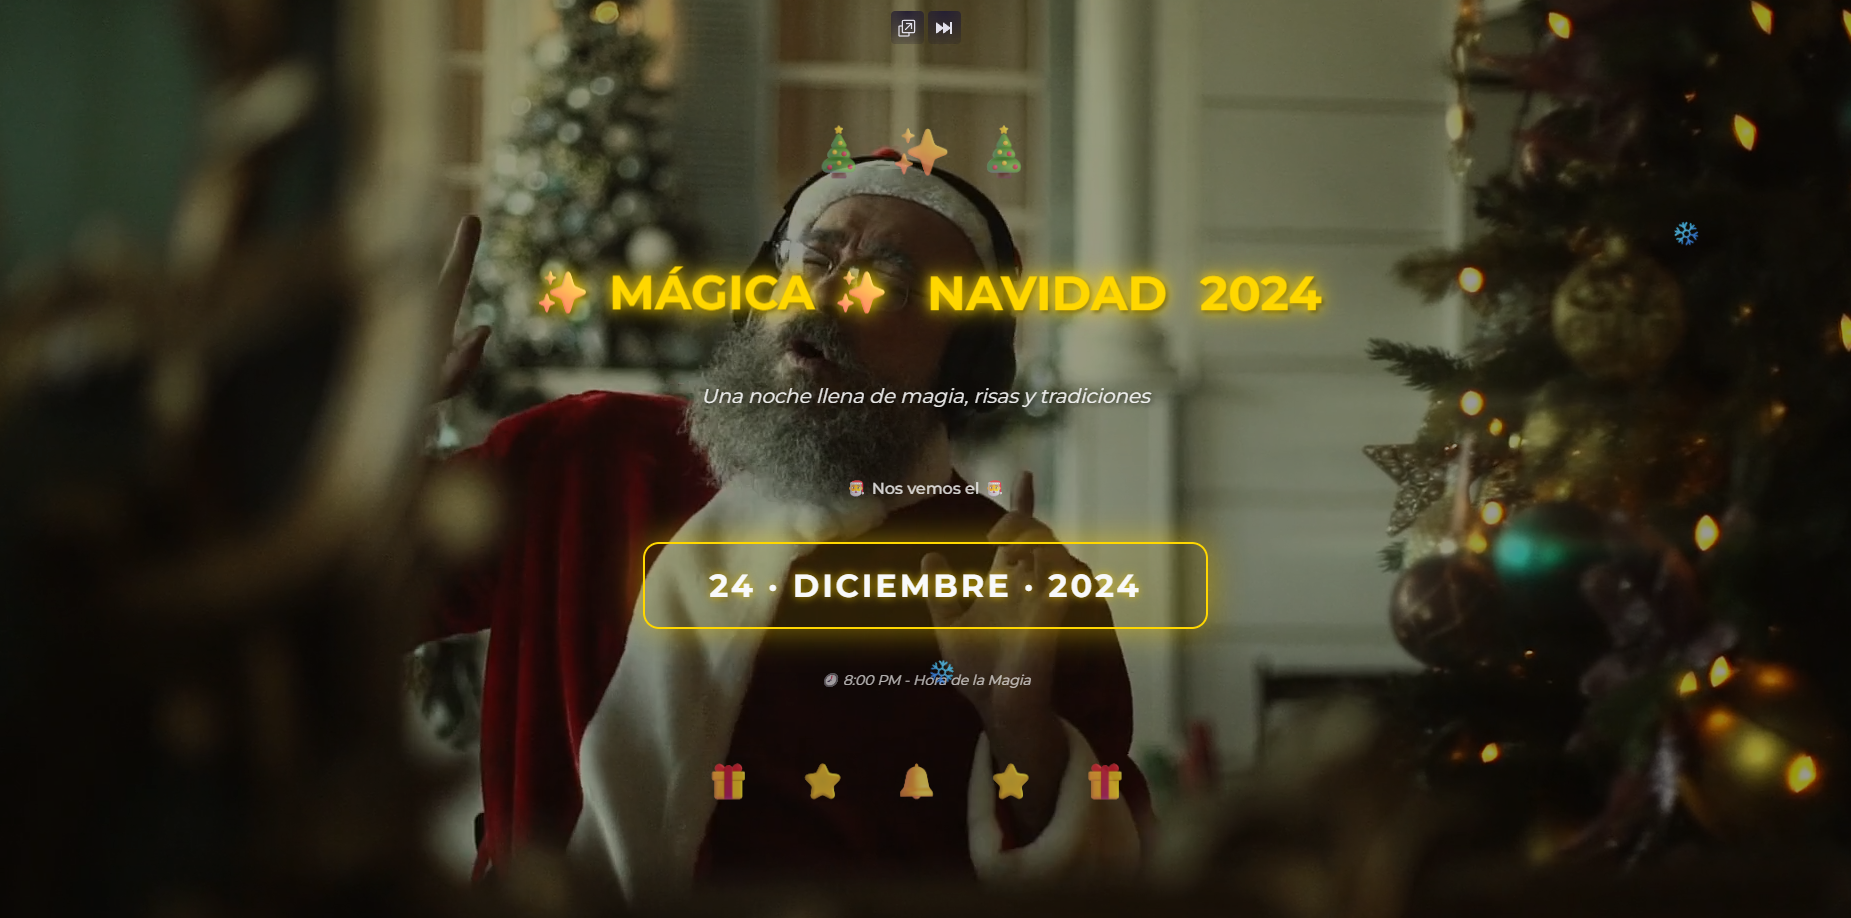 ✨ MÁGICA ✨ NAVIDAD 2024
Una noche llena de magia, risas y tradiciones
🎅 Nos vemos el 🎅
24 · DICIEMBRE · 2024
🕗 8:00 PM - Hora de la Magia